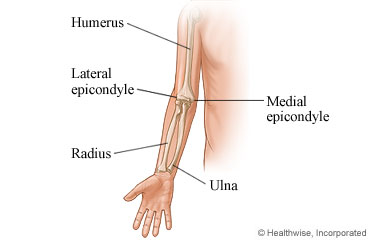 Humerus
Lateral
epicondyle
Medial
epicondyle
Radius
Ulna
© Healthwise, Incorporated